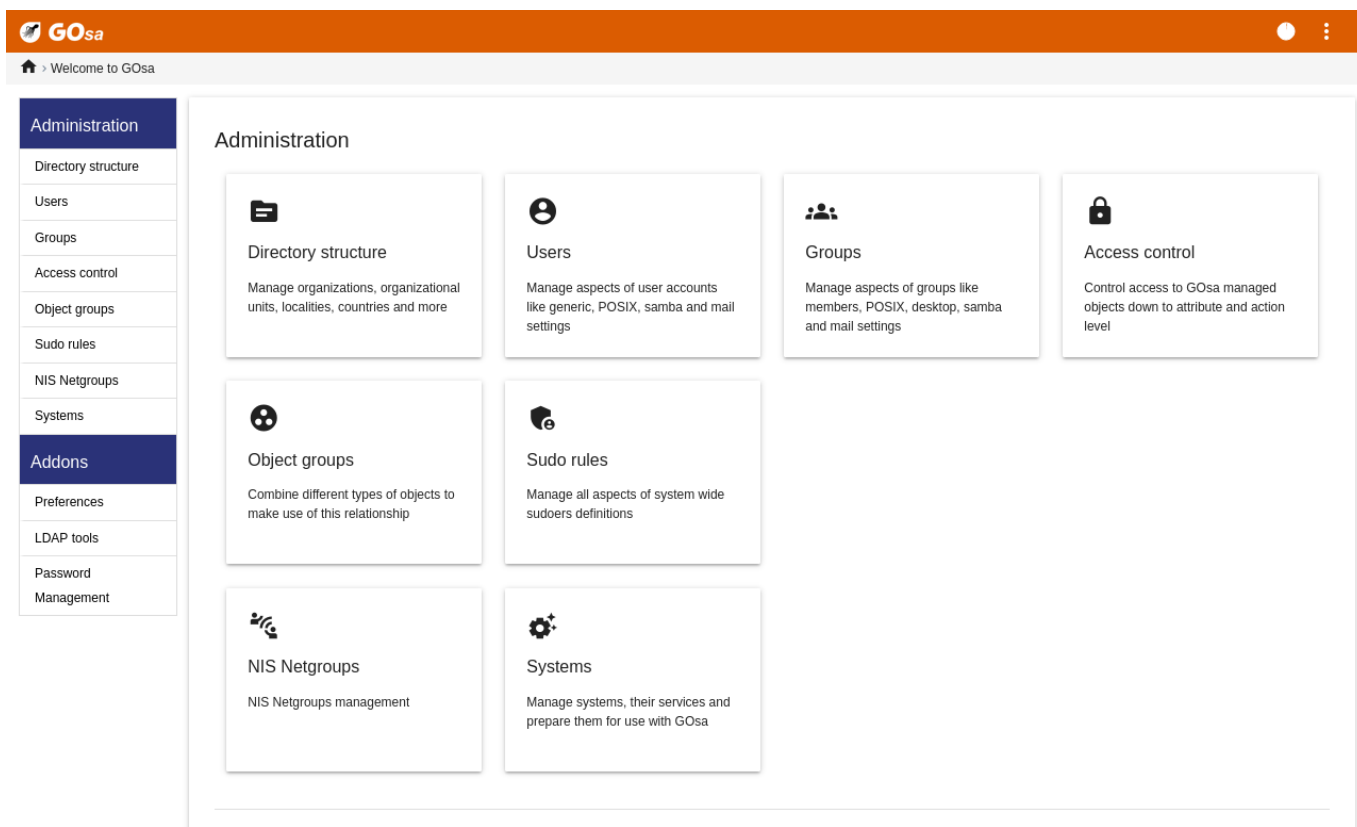 GOsa
› Welcome to GOsa
Administration
Directory structure
Users
Groups
Access control
Object groups
Sudo rules
NIS Netgroups
Systems
Addons
Preferences
LDAP tools
Password
Management
Administration
Directory structure
Manage organizations, organizational
units, localities, countries and more
Users
Manage aspects of user accounts
like generic, POSIX, samba and mail
settings
Groups
Manage aspects of groups like
members, POSIX, desktop, samba
and mail settings
Access control
Control access to GOsa managed
objects down to attribute and action
level
Object groups
Combine different types of objects to
make use of this relationship
Sudo rules
Manage all aspects of system wide
sudoers definitions
NIS Netgroups
NIS Netgroups management
Systems
Manage systems, their services and
prepare them for use with GOsa